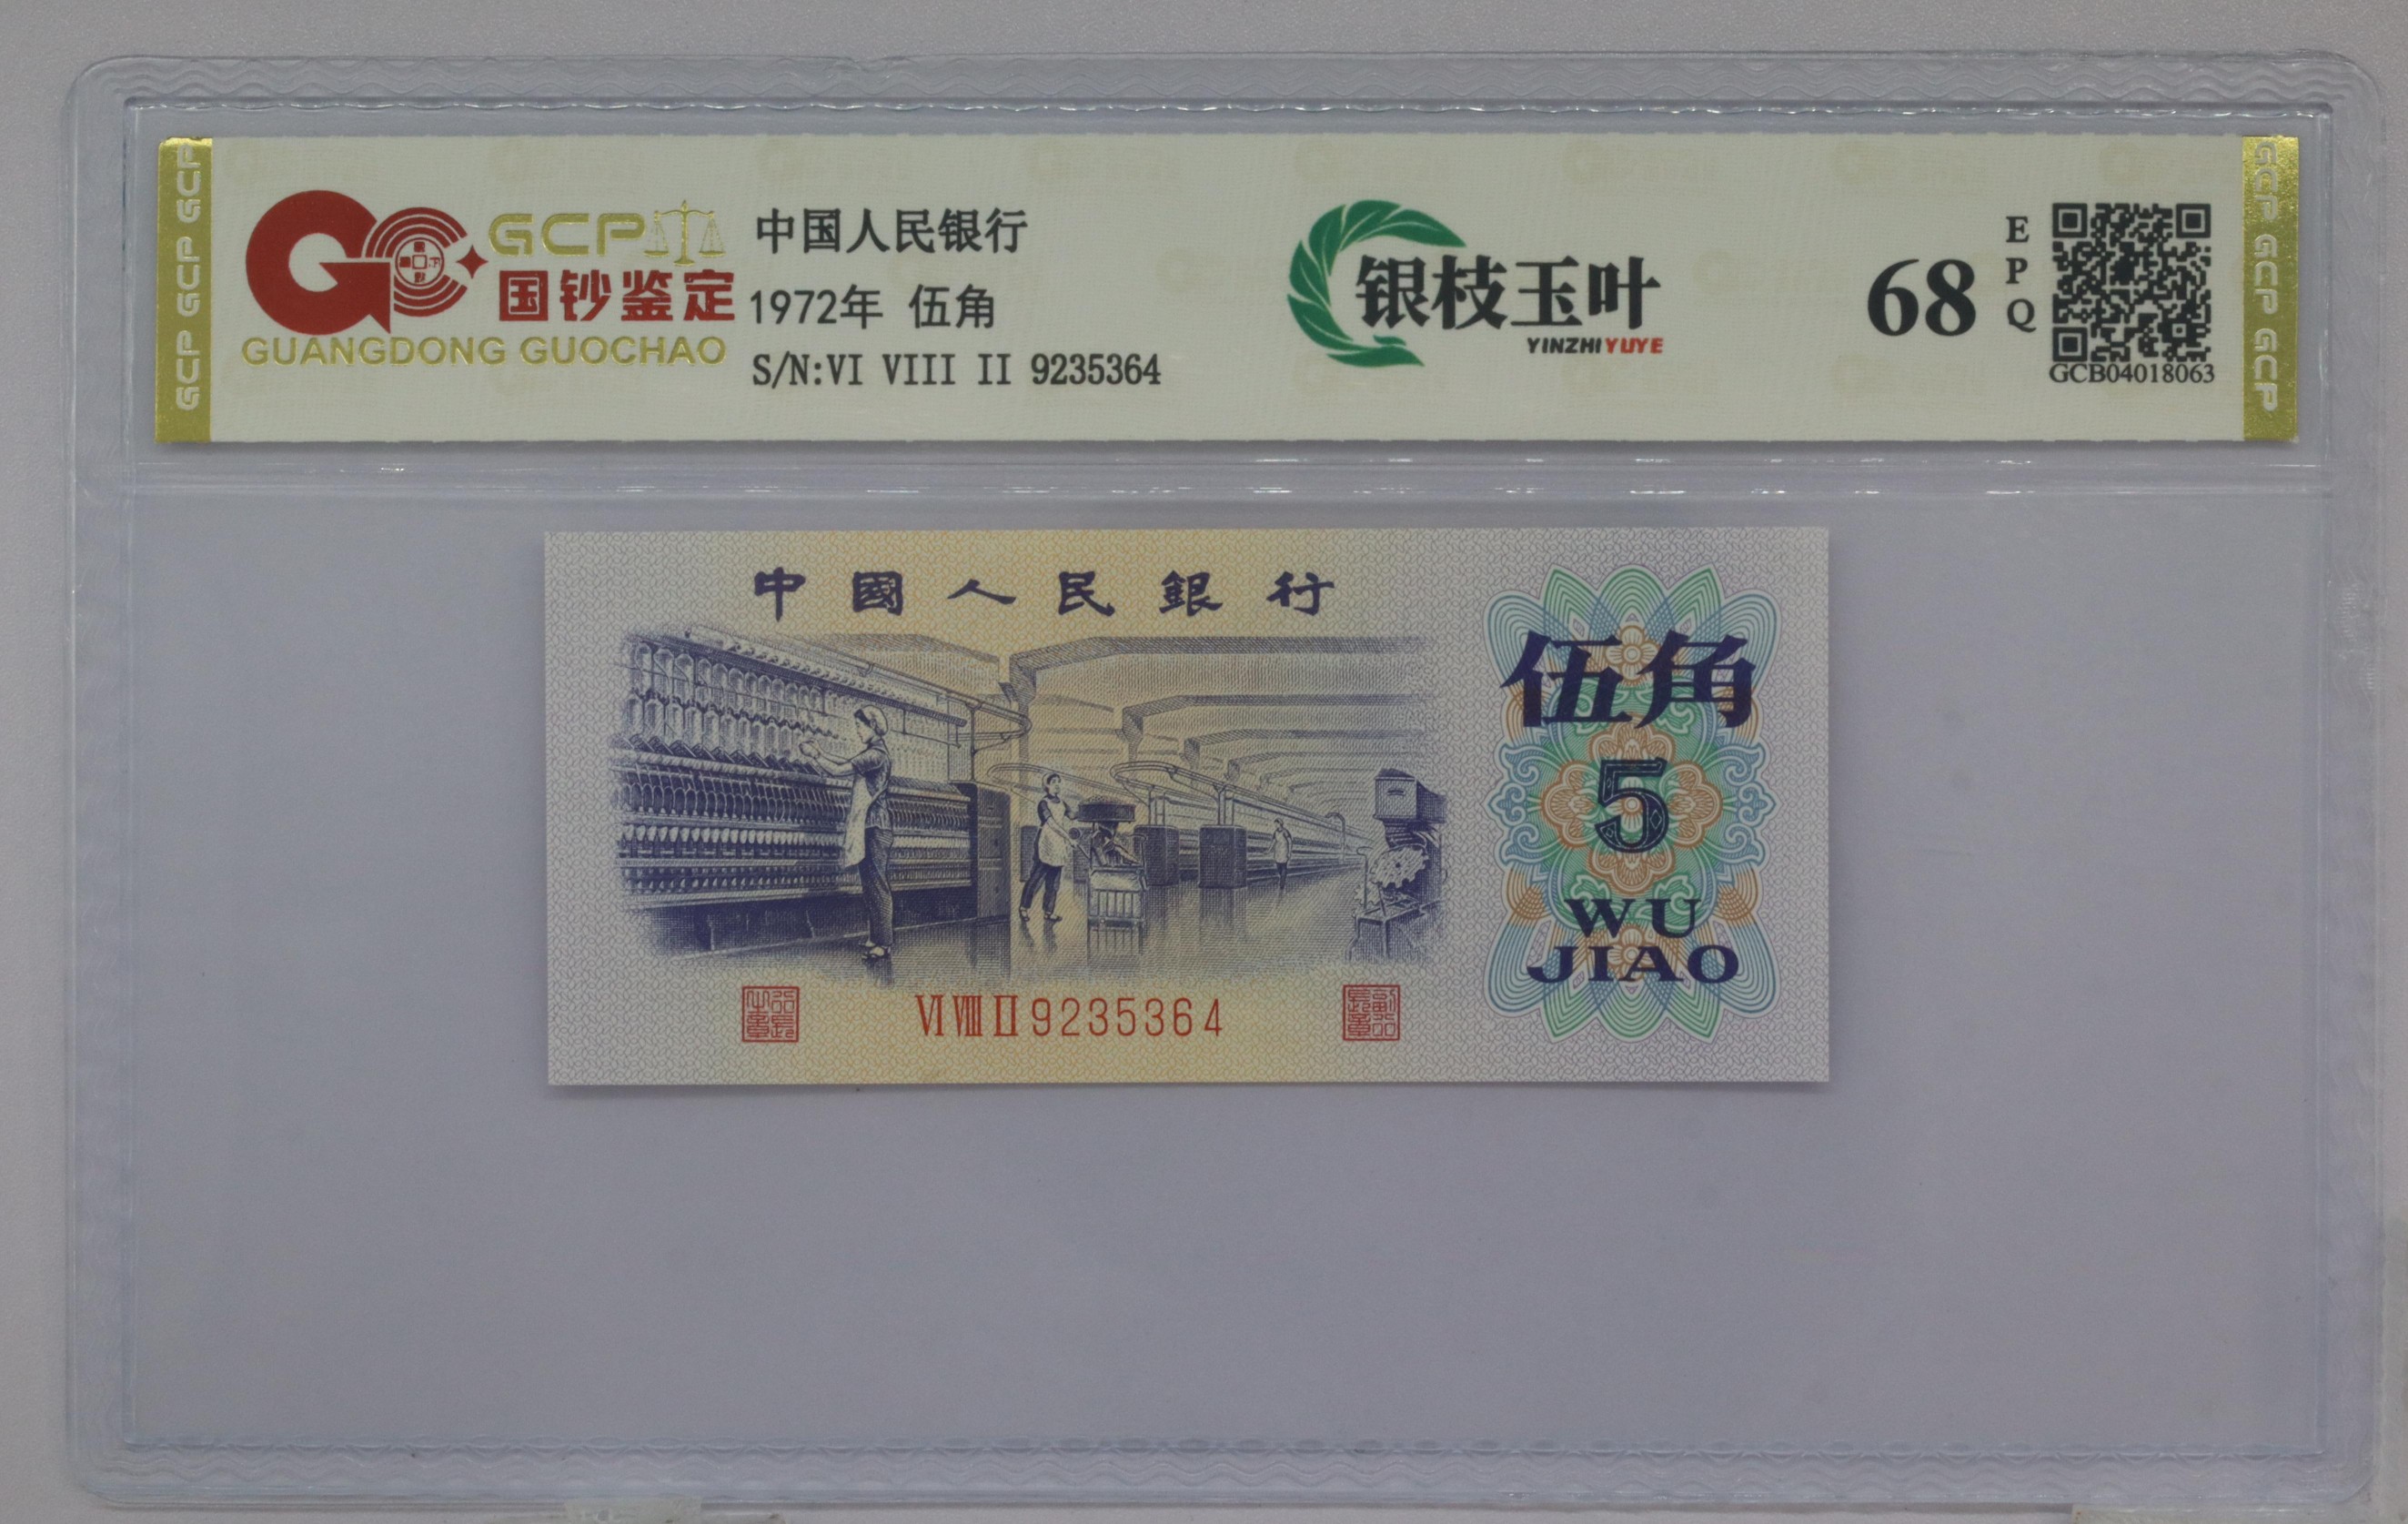 GCP GCP GCP
GCP
国钞鉴定
GUANGDONG GUOCHAO
中国人民银行
1972年 伍角
S/N:VI VIII II 9235364
银枝玉叶
YINZHIYUYE
68
EPQ
GCB04018063
GCP GCP GCP
中國人民銀行
伍角
5
WU
JIAO
VI VIII II 9235364